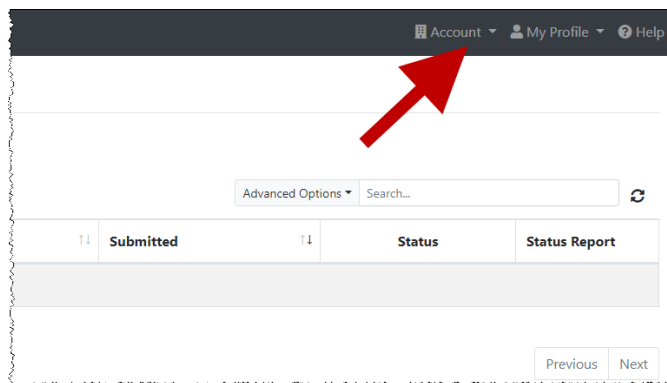 Account My Profile Help
Advanced Options Search...
Submitted Status Status Report
Previous Next